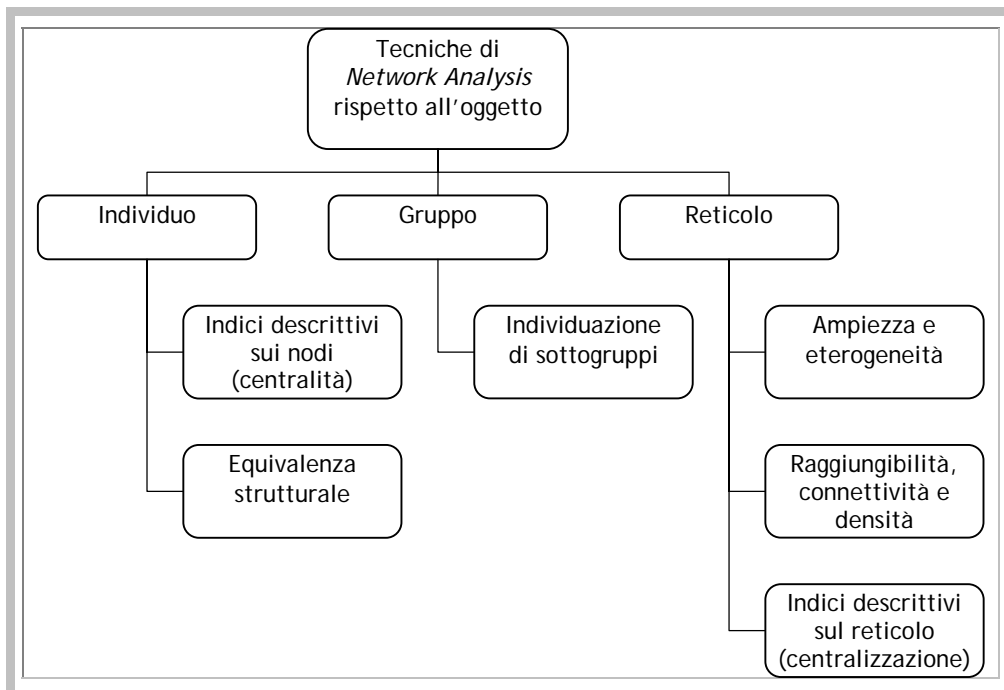 Tecniche di
Network Analysis
rispetto all'oggetto
Individuo
Gruppo
Reticolo
Indici descrittivi
sui nodi
(centralità)
Individuazione
di sottogruppi
Ampiezza e
eterogeneità
Equivalenza
strutturale
Raggiungibilità,
connettività e
densità
Indici descrittivi
sul reticolo
(centralizzazione)